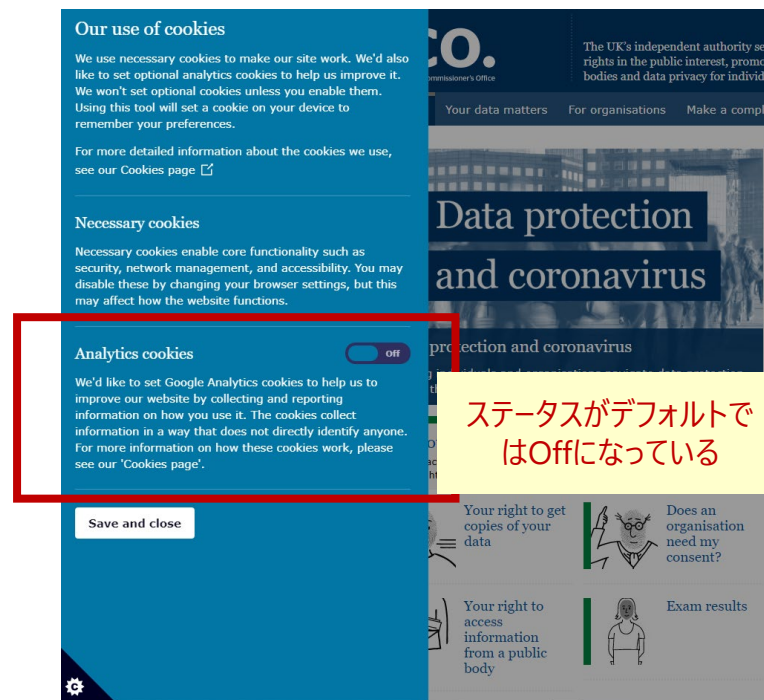 Our use of cookies
We use necessary cookies to make our site work. We'd also
like to set optional analytics cookies to help us improve it.
We won't set optional cookies unless you enable them.
Using this tool will set a cookie on your device to
remember your preferences.
For more detailed information about the cookies we use,
see our Cookies page
Necessary cookies
Necessary cookies enable core functionality such as
security, network management, and accessibility. You may
disable these by changing your browser settings, but this
may affect how the website functions.
Analytics cookies
Off
We'd like to set Google Analytics cookies to help us to
improve our website by collecting and reporting
information on how you use it. The cookies collect
information in a way that does not directly identify anyone.
For more information on how these cookies work, please
see our 'Cookies page'.
Save and close
co.
Commissioner's Office
The UK's independent authority se
rights in the public interest, promo
bodies and data privacy for individ
Your data matters For organisations Make a compl
Data protection
and coronavirus
protection and coronavirus
ステータスがデフォルトで
はOffになっている
Your right to get
copies of your
data
Does an
organisation
need my
consent?
Your right to
access
information
from a public
body
Exam results